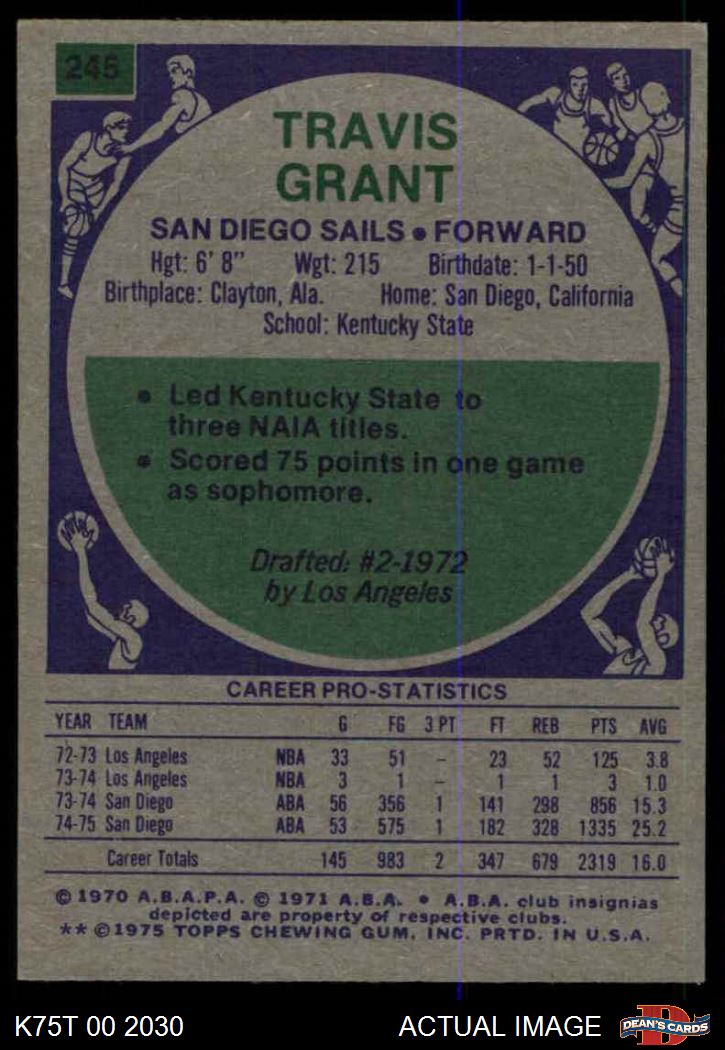 245
TRAVIS
GRANT
SAN DIEGO SAILS • FORWARD
Hgt: 6' 8" Wgt: 215 Birthdate: 1-1-50
Birthplace: Clayton, Ala. Home: San Diego, California
School: Kentucky State
• Led Kentucky State to
three NAIA titles.
• Scored 75 points in one game
as sophomore.
Drafted: #2-1972
by Los Angeles
CAREER PRO-STATISTICS
YEAR TEAM G FG 3 PT FT REB PTS AVG
72-73 Los Angeles NBA 33 51 – 23 52 125 3.8
73-74 Los Angeles NBA 3 1 – 1 1 3 1.0
73-74 San Diego ABA 56 356 1 141 298 856 15.3
74-75 San Diego ABA 53 575 1 182 328 1335 25.2
Career Totals 145 983 2 347 679 2319 16.0
© 1970 A.B.A.P.A. © 1971 A.B.A. • A.B.A. club insignias
depicted are property of respective clubs.
** © 1975 TOPPS CHEWING GUM, INC. PRTD. IN U.S.A.
K75T 00 2030 ACTUAL IMAGE
D
DEAN'S CARDS